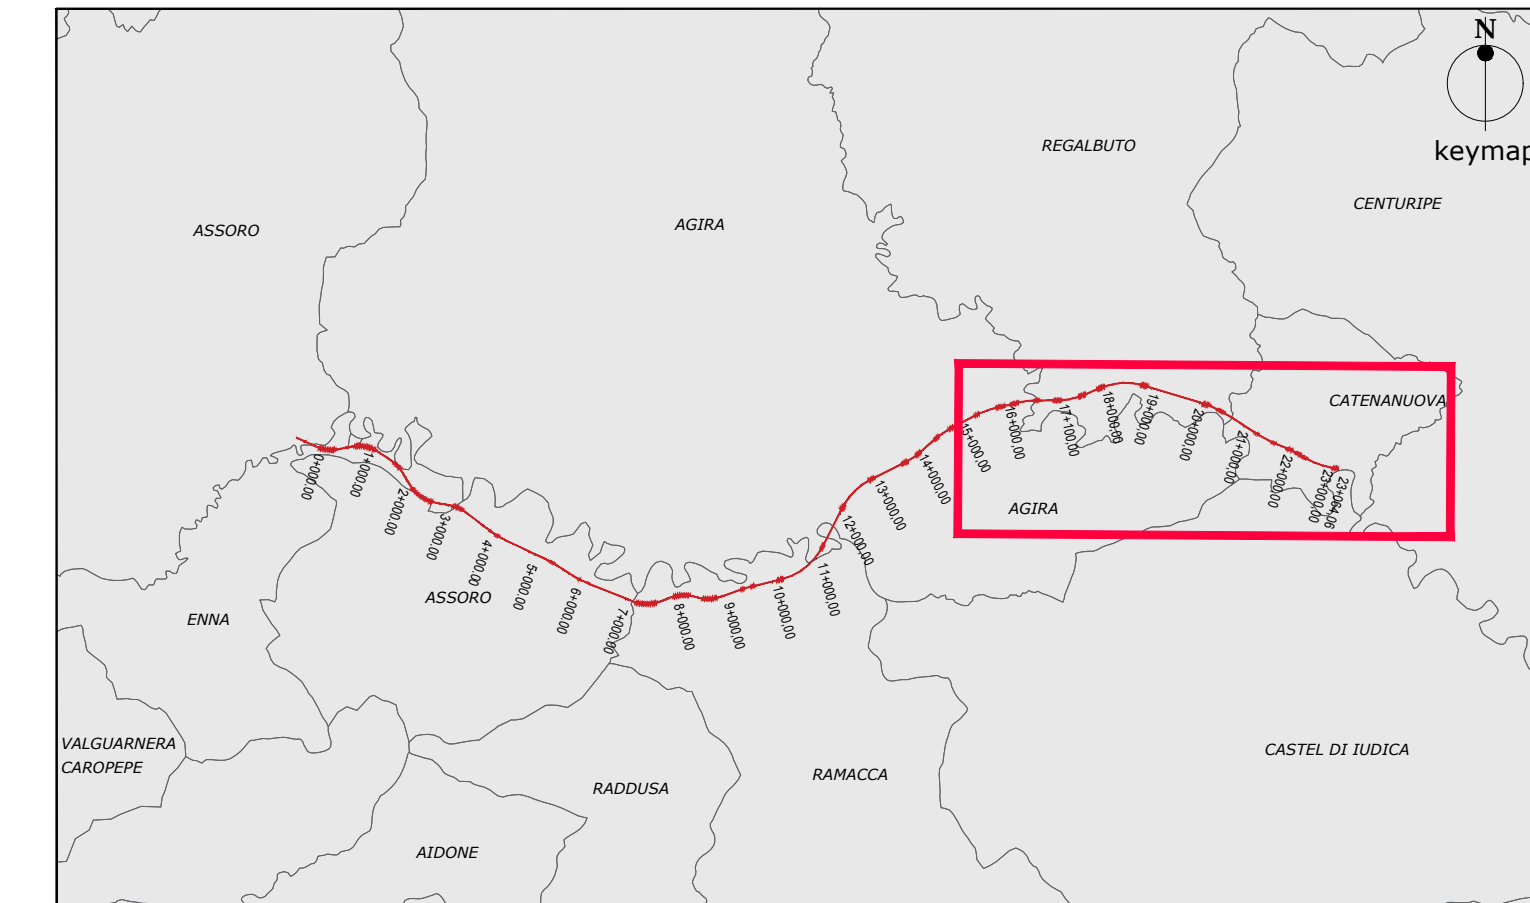 N
keymap
REGALBUTO
CENTURIPE
ASSORO
AGIRA
CATENANUOVA
0+000.00
1+000.00
2+000.00
3+000.00
4+000.00
5+000.00
6+000.00
7+000.00
8+000.00
9+000,00
10+000,00
11+000,00
12+000,00
13+000,00
14+000,00
15+000,00
16+000,00
17+100,00
18+000,00
19+000,00
20+000,00
21+000,00
22+000,00
23+000,00
23+064,06
AGIRA
ASSORO
ENNA
VALGUARNERA
CAROPEPE
CASTEL DI IUDICA
RADDUSA
RAMACCA
AIDONE